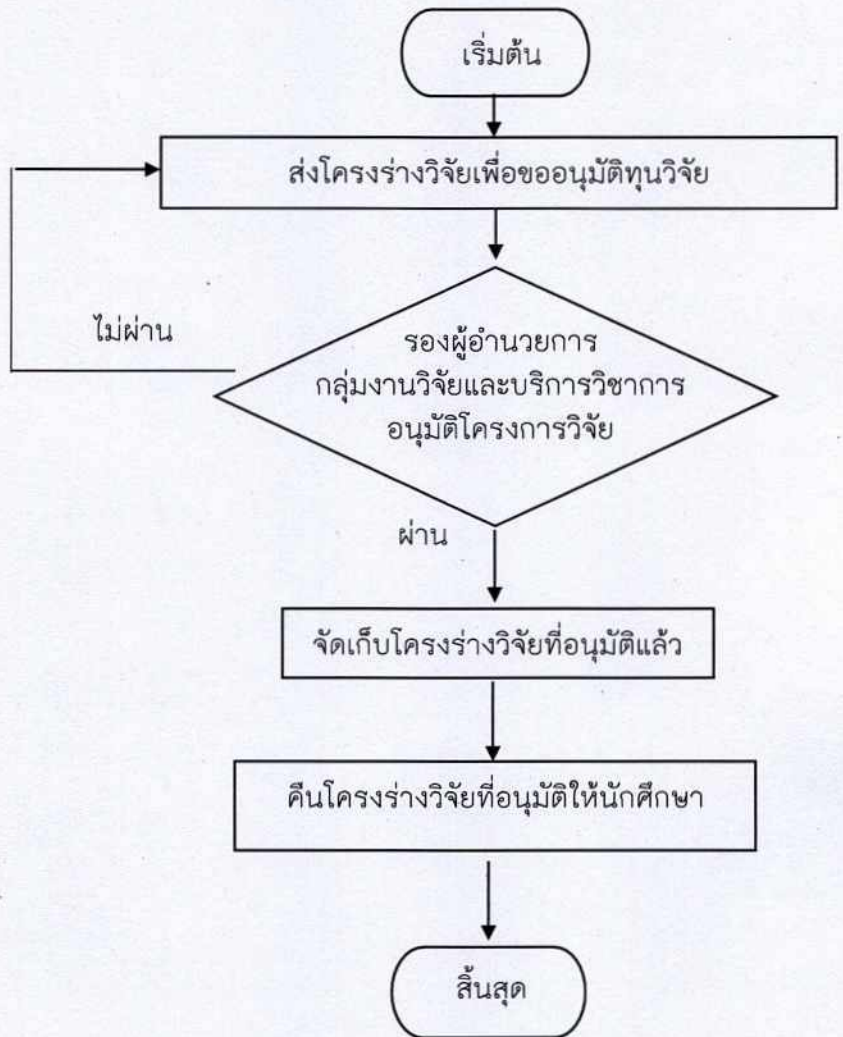 เริ่มต้น
ส่งโครงร่างวิจัยเพื่อขออนุมัติทุนวิจัย
ไม่ผ่าน
รองผู้อำนวยการ
กลุ่มงานวิจัยและบริการวิชาการ
อนุมัติโครงการวิจัย
ผ่าน
จัดเก็บโครงร่างวิจัยที่อนุมัติแล้ว
คืนโครงร่างวิจัยที่อนุมัติให้นักศึกษา
สิ้นสุด